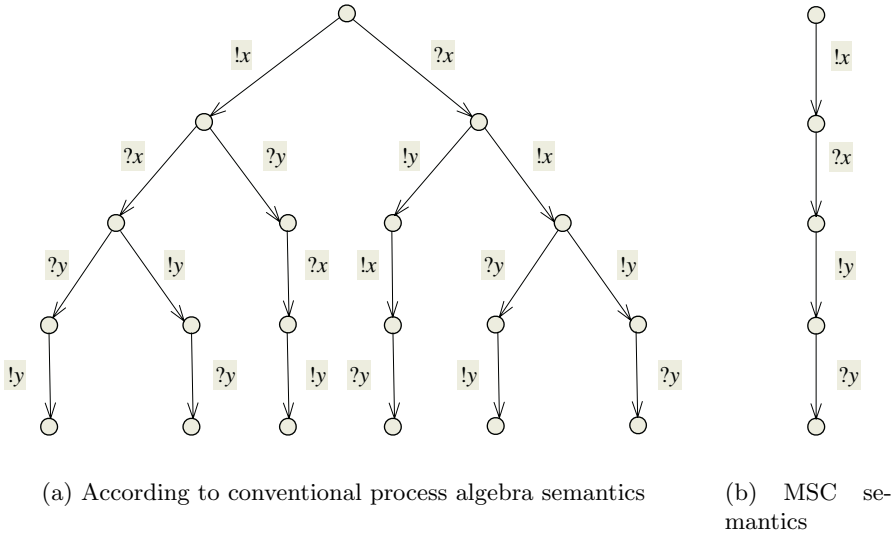 !x ?x !x
?x ?y !y !x ?x
?y !y ?x !x ?y !y !y
!y ?y !y ?y !y ?y ?y
(a) According to conventional process algebra semantics
(b) MSC se-
mantics